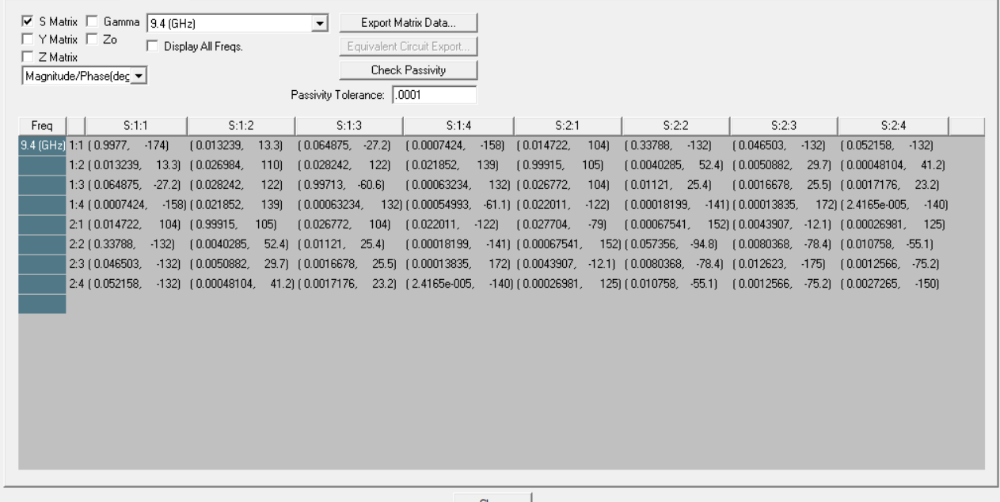 S Matrix Gamma 9.4 (GHz) Export Matrix Data...
Y Matrix Zo Display All Freqs. Equivalent Circuit Export...
Z Matrix Check Passivity
Magnitude/Phase(deg
Passivity Tolerance: .0001
Freq S:1:1 S:1:2 S:1:3 S:1:4 S:2:1 S:2:2 S:2:3 S:2:4
9.4 (GHz) 1:1 ( 0.9977, -174) ( 0.013239, 13.3) ( 0.064875, -27.2) ( 0.0007424, -158) ( 0.014722, 104) ( 0.33788, -132) ( 0.046503, -132) ( 0.052158, -132)
1:2 ( 0.013239, 13.3) ( 0.026984, 110) ( 0.028242, 122) ( 0.021852, 139) ( 0.99915, 105) ( 0.0040285, 52.4) ( 0.0050882, 29.7) ( 0.00048104, 41.2)
1:3 ( 0.064875, -27.2) ( 0.028242, 122) ( 0.99713, -60.6) ( 0.00063234, 132) ( 0.026772, 104) ( 0.01121, 25.4) ( 0.0016678, 25.5) ( 0.0017176, 23.2)
1:4 ( 0.0007424, -158) ( 0.021852, 139) ( 0.00063234, 132) ( 0.00054993, -61.1) ( 0.022011, -122) ( 0.00018199, -141) ( 0.00013835, 172) ( 2.4165e-005, -140)
2:1 ( 0.014722, 104) ( 0.99915, 105) ( 0.026772, 104) ( 0.022011, -122) ( 0.027704, -79) ( 0.00067541, 152) ( 0.0043907, -12.1) ( 0.00026981, 125)
2:2 ( 0.33788, -132) ( 0.0040285, 52.4) ( 0.01121, 25.4) ( 0.00018199, -141) ( 0.00067541, 152) ( 0.057356, -94.8) ( 0.0080368, -78.4) ( 0.010758, -55.1)
2:3 ( 0.046503, -132) ( 0.0050882, 29.7) ( 0.0016678, 25.5) ( 0.00013835, 172) ( 0.0043907, -12.1) ( 0.0080368, -78.4) ( 0.012623, -175) ( 0.0012566, -75.2)
2:4 ( 0.052158, -132) ( 0.00048104, 41.2) ( 0.0017176, 23.2) ( 2.4165e-005, -140) ( 0.00026981, 125) ( 0.010758, -55.1) ( 0.0012566, -75.2) ( 0.0027265, -150)